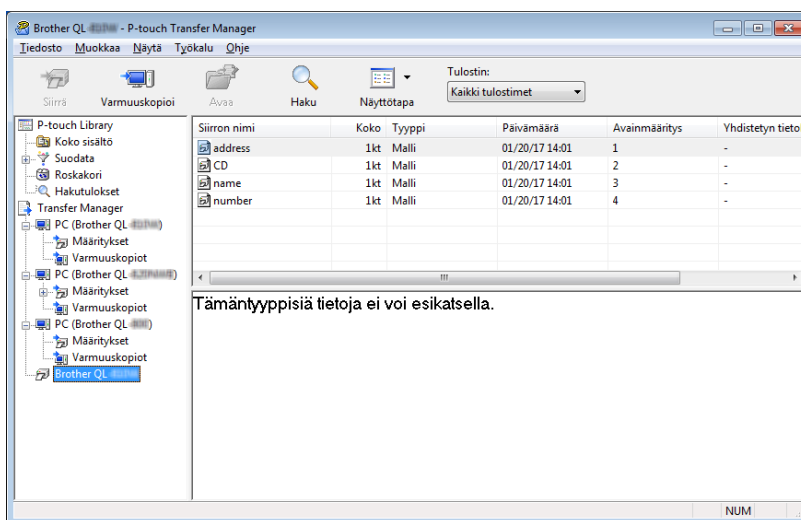 Brother QL - P-touch Transfer Manager
Tiedosto Muokkaa Näytä Työkalu Ohje
Siirrä Varmuuskopioi Avaa Haku Näyttötapa
Tulostin:
Kaikki tulostimet
P-touch Library
Koko sisältö
Suodata
Roskakori
Hakutulokset
Transfer Manager
PC (Brother QL )
Määritykset
Varmuuskopiot
PC (Brother QL )
Määritykset
Varmuuskopiot
PC (Brother QL )
Määritykset
Varmuuskopiot
Brother QL
Siirron nimi Koko Tyyppi Päivämäärä Avainmääritys Yhdistetyn tieto
address 1kt Malli 01/20/17 14:01 1 -
CD 1kt Malli 01/20/17 14:01 2 -
name 1kt Malli 01/20/17 14:01 3 -
number 1kt Malli 01/20/17 14:01 4 -
Tämäntyyppisiä tietoja ei voi esikatsella.
NUM